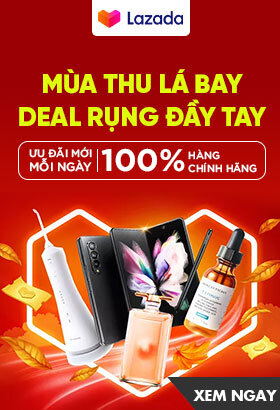 Lazada
MÙA THU LÁ BAY
DEAL RỤNG ĐẦY TAY
ƯU ĐÃI MỚI
MỖI NGÀY
100%
HÀNG
CHÍNH HÃNG
XEM NGAY